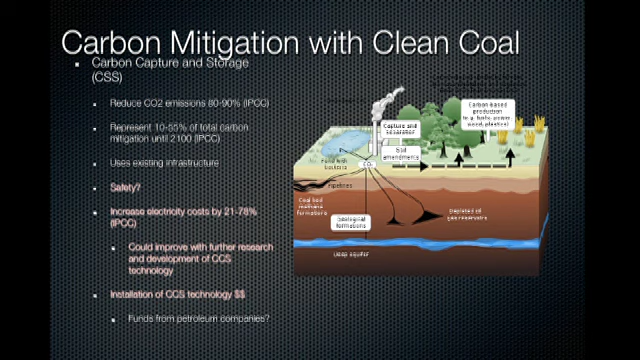 Carbon Mitigation with Clean Coal
Carbon Capture and Storage
(CSS)
Reduce CO2 emissions 80-90% (IPCC)
Represent 10-55% of total carbon
mitigation until 2100 (IPCC)
Uses existing infrastructure
Safety?
Increase electricity costs by 21-78%
(IPCC)
Could improve with further research
and development of CCS
technology
Installation of CCS technology $$
Funds from petroleum companies?
Carbon based
production
Capture and
separator
Soil
amendments
CO₂
Pipelines
Coal bed
methane
formations
Geological
formations
Depleted oil
gas reservoirs
Deep aquifer